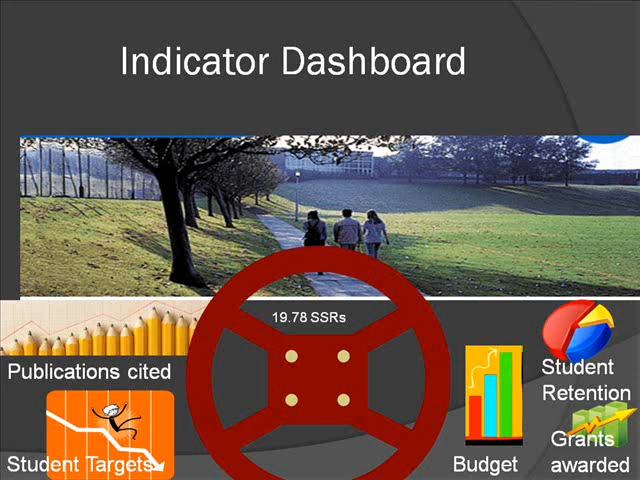 Indicator Dashboard
19.78 SSRs
Publications cited
Student
Retention
Student Targets
Budget
Grants
awarded